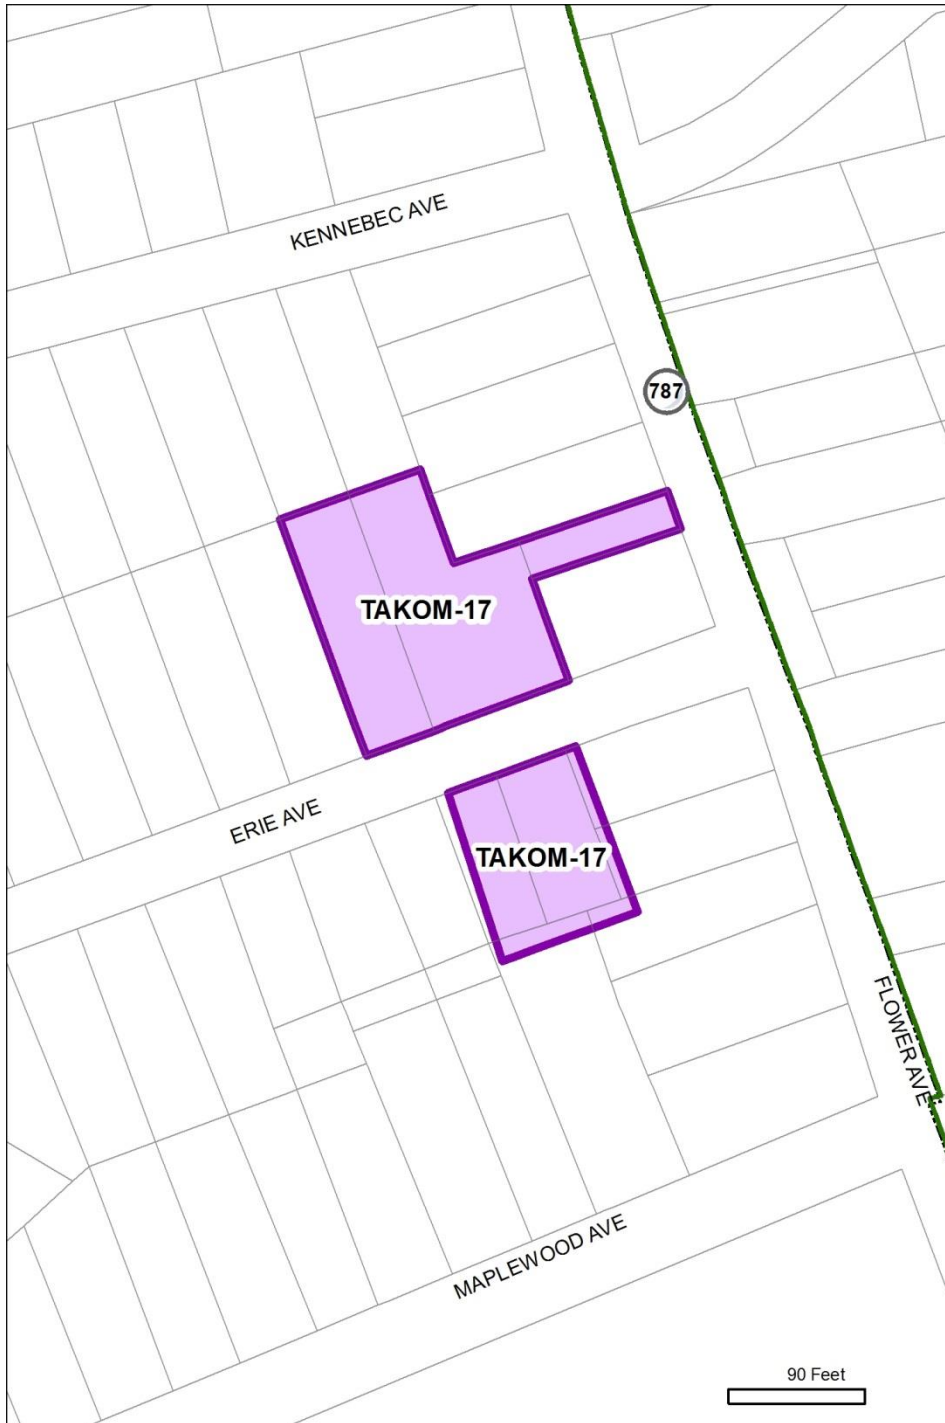 KENNEBEC AVE
787
TAKOM-17
ERIE AVE
TAKOM-17
FLOWER AVE
MAPLEWOOD AVE
90 Feet